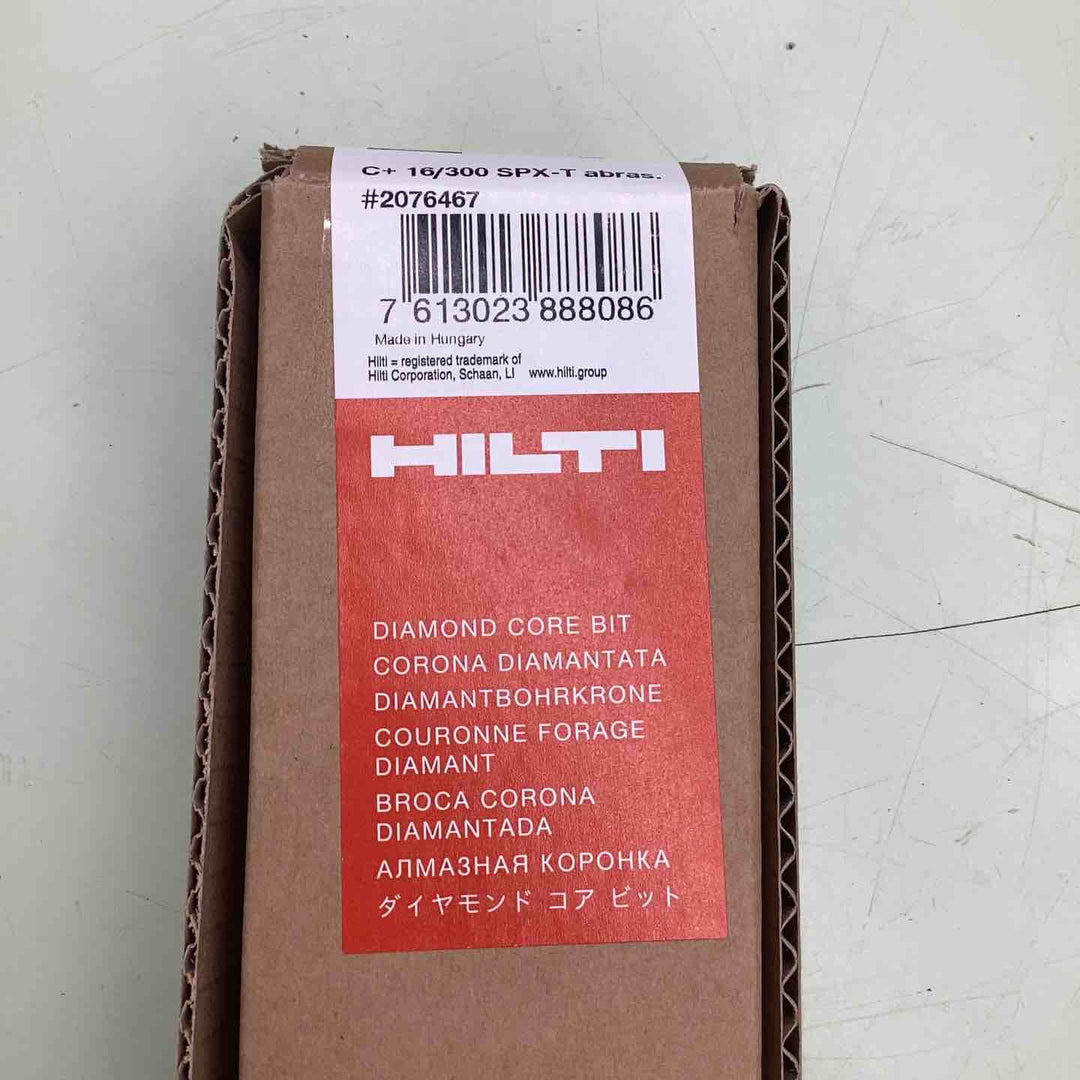 C+ 16/300 SPX-T abras.
#2076467
7 613023 888086
Made in Hungary
Hilti = registered trademark of
Hilti Corporation, Schaan, LI www.hilti.group
HILTI
DIAMOND CORE BIT
CORONA DIAMANTATA
DIAMANTBOHRKRONE
COURONNE FORAGE
DIAMANT
BROCA CORONA
DIAMANTADA
АЛМАЗНАЯ КОРОНКА
ダイヤモンド コア ビット